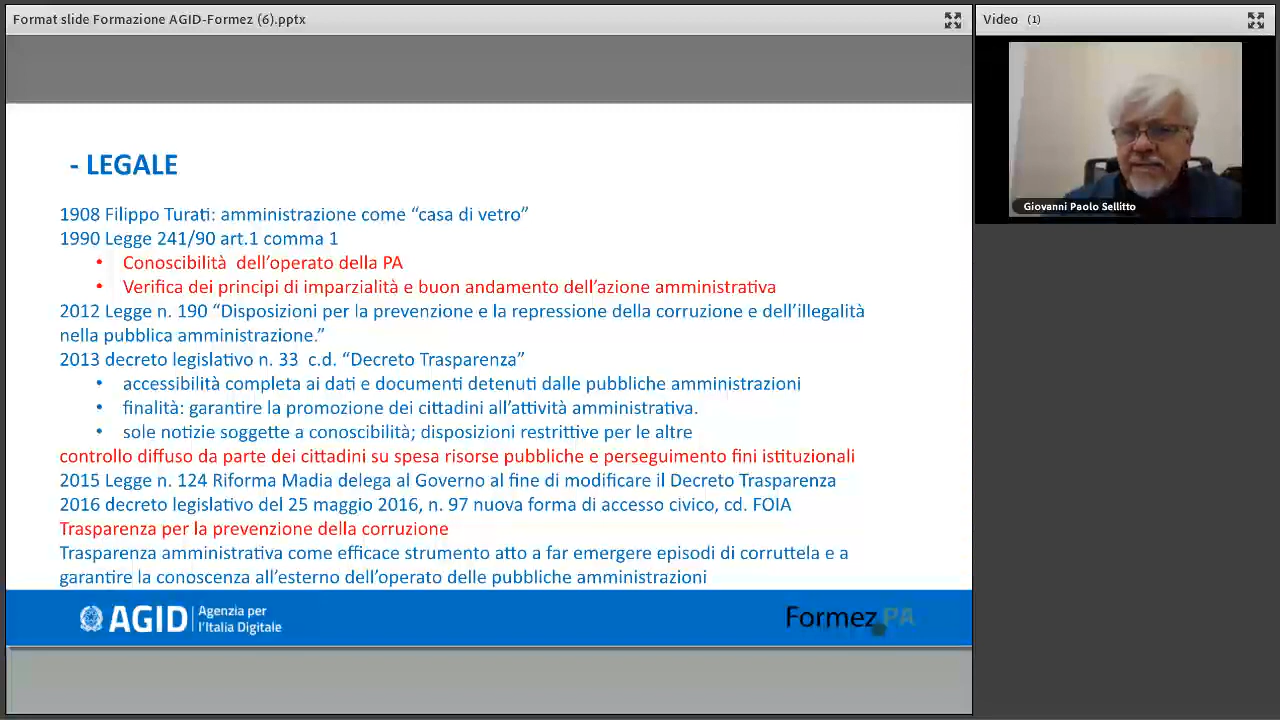 Format slide Formazione AGID-Formez (6).pptx
Video (1)
Giovanni Paolo Sellitto
- LEGALE
1908 Filippo Turati: amministrazione come “casa di vetro”
1990 Legge 241/90 art.1 comma 1
• Conoscibilità dell’operato della PA
• Verifica dei principi di imparzialità e buon andamento dell’azione amministrativa
2012 Legge n. 190 “Disposizioni per la prevenzione e la repressione della corruzione e dell’illegalità
nella pubblica amministrazione.”
2013 decreto legislativo n. 33 c.d. “Decreto Trasparenza”
• accessibilità completa ai dati e documenti detenuti dalle pubbliche amministrazioni
• finalità: garantire la promozione dei cittadini all’attività amministrativa.
• sole notizie soggette a conoscibilità; disposizioni restrittive per le altre
controllo diffuso da parte dei cittadini su spesa risorse pubbliche e perseguimento fini istituzionali
2015 Legge n. 124 Riforma Madia delega al Governo al fine di modificare il Decreto Trasparenza
2016 decreto legislativo del 25 maggio 2016, n. 97 nuova forma di accesso civico, cd. FOIA
Trasparenza per la prevenzione della corruzione
Trasparenza amministrativa come efficace strumento atto a far emergere episodi di corruttela e a
garantire la conoscenza all’esterno dell’operato delle pubbliche amministrazioni
AGID
Agenzia per
l’Italia Digitale
Formez PA